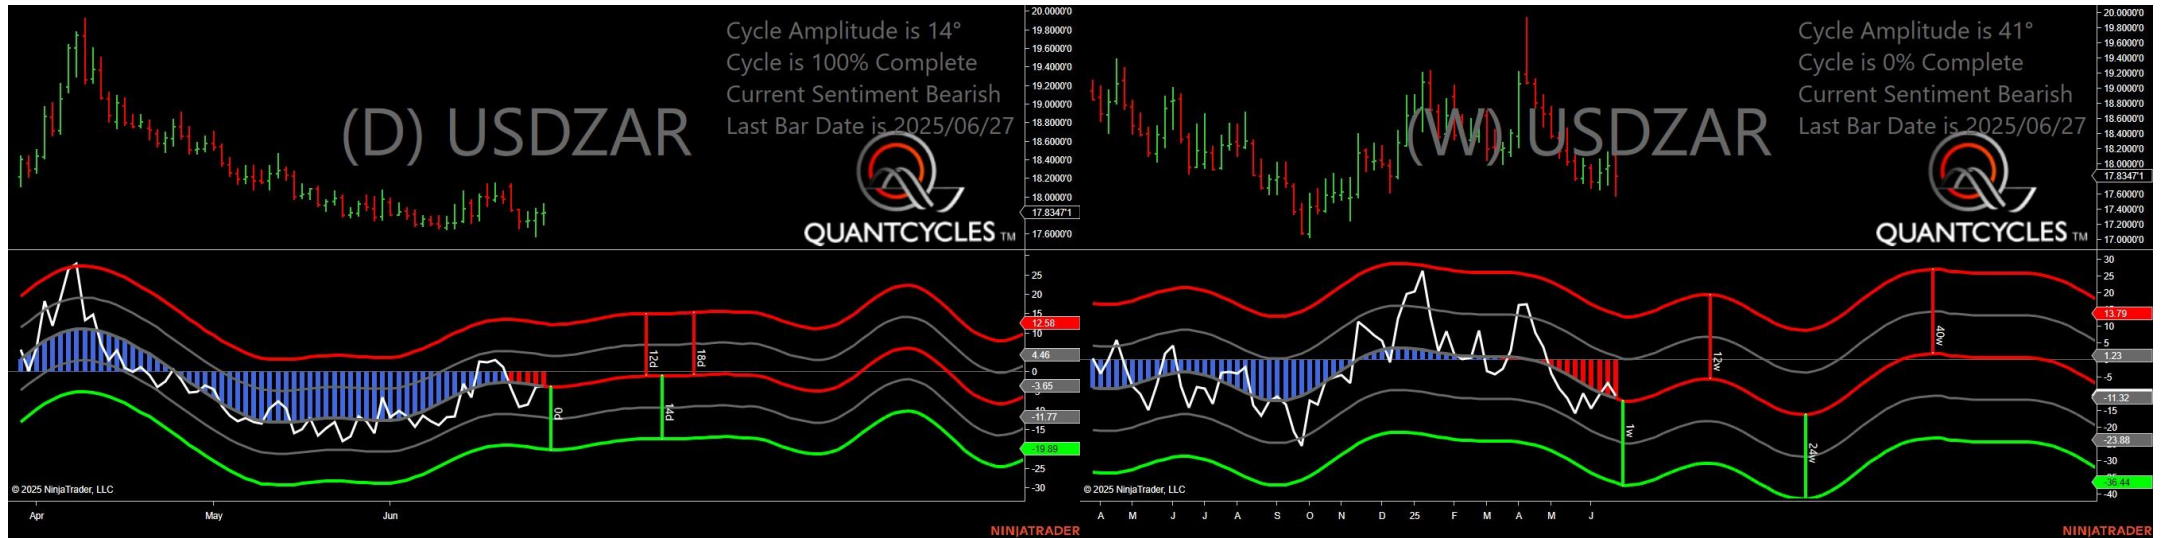 Cycle Amplitude is 14°
Cycle is 100% Complete
Current Sentiment Bearish
Last Bar Date is 2025/06/27
(D) USDZAR
QUANTCYCLES TM
20.0000'0
19.8000'0
19.6000'0
19.4000'0
19.2000'0
19.0000'0
18.8000'0
18.6000'0
18.4000'0
18.2000'0
18.0000'0
17.8347'1
17.6000'0
25
20
15
12.58
10
4.46
0
-3.65
-11.77
-15
-19.89
-25
-30
0d
12d
14d
18d
© 2025 NinjaTrader, LLC
Apr May Jun
NINJATRADER
Cycle Amplitude is 41°
Cycle is 0% Complete
Current Sentiment Bearish
Last Bar Date is 2025/06/27
(W) USDZAR
QUANTCYCLES TM
20.0000'0
19.8000'0
19.6000'0
19.4000'0
19.2000'0
19.0000'0
18.8000'0
18.6000'0
18.4000'0
18.2000'0
18.0000'0
17.8347'1
17.6000'0
17.4000'0
17.2000'0
17.0000'0
30
25
20
13.79
10
5
1.23
-5
-11.32
-15
-20
-23.88
-30
-36.44
-40
1w
12w
24w
40w
© 2025 NinjaTrader, LLC
A M J J A S O N D 25 F M A M J
NINJATRADER